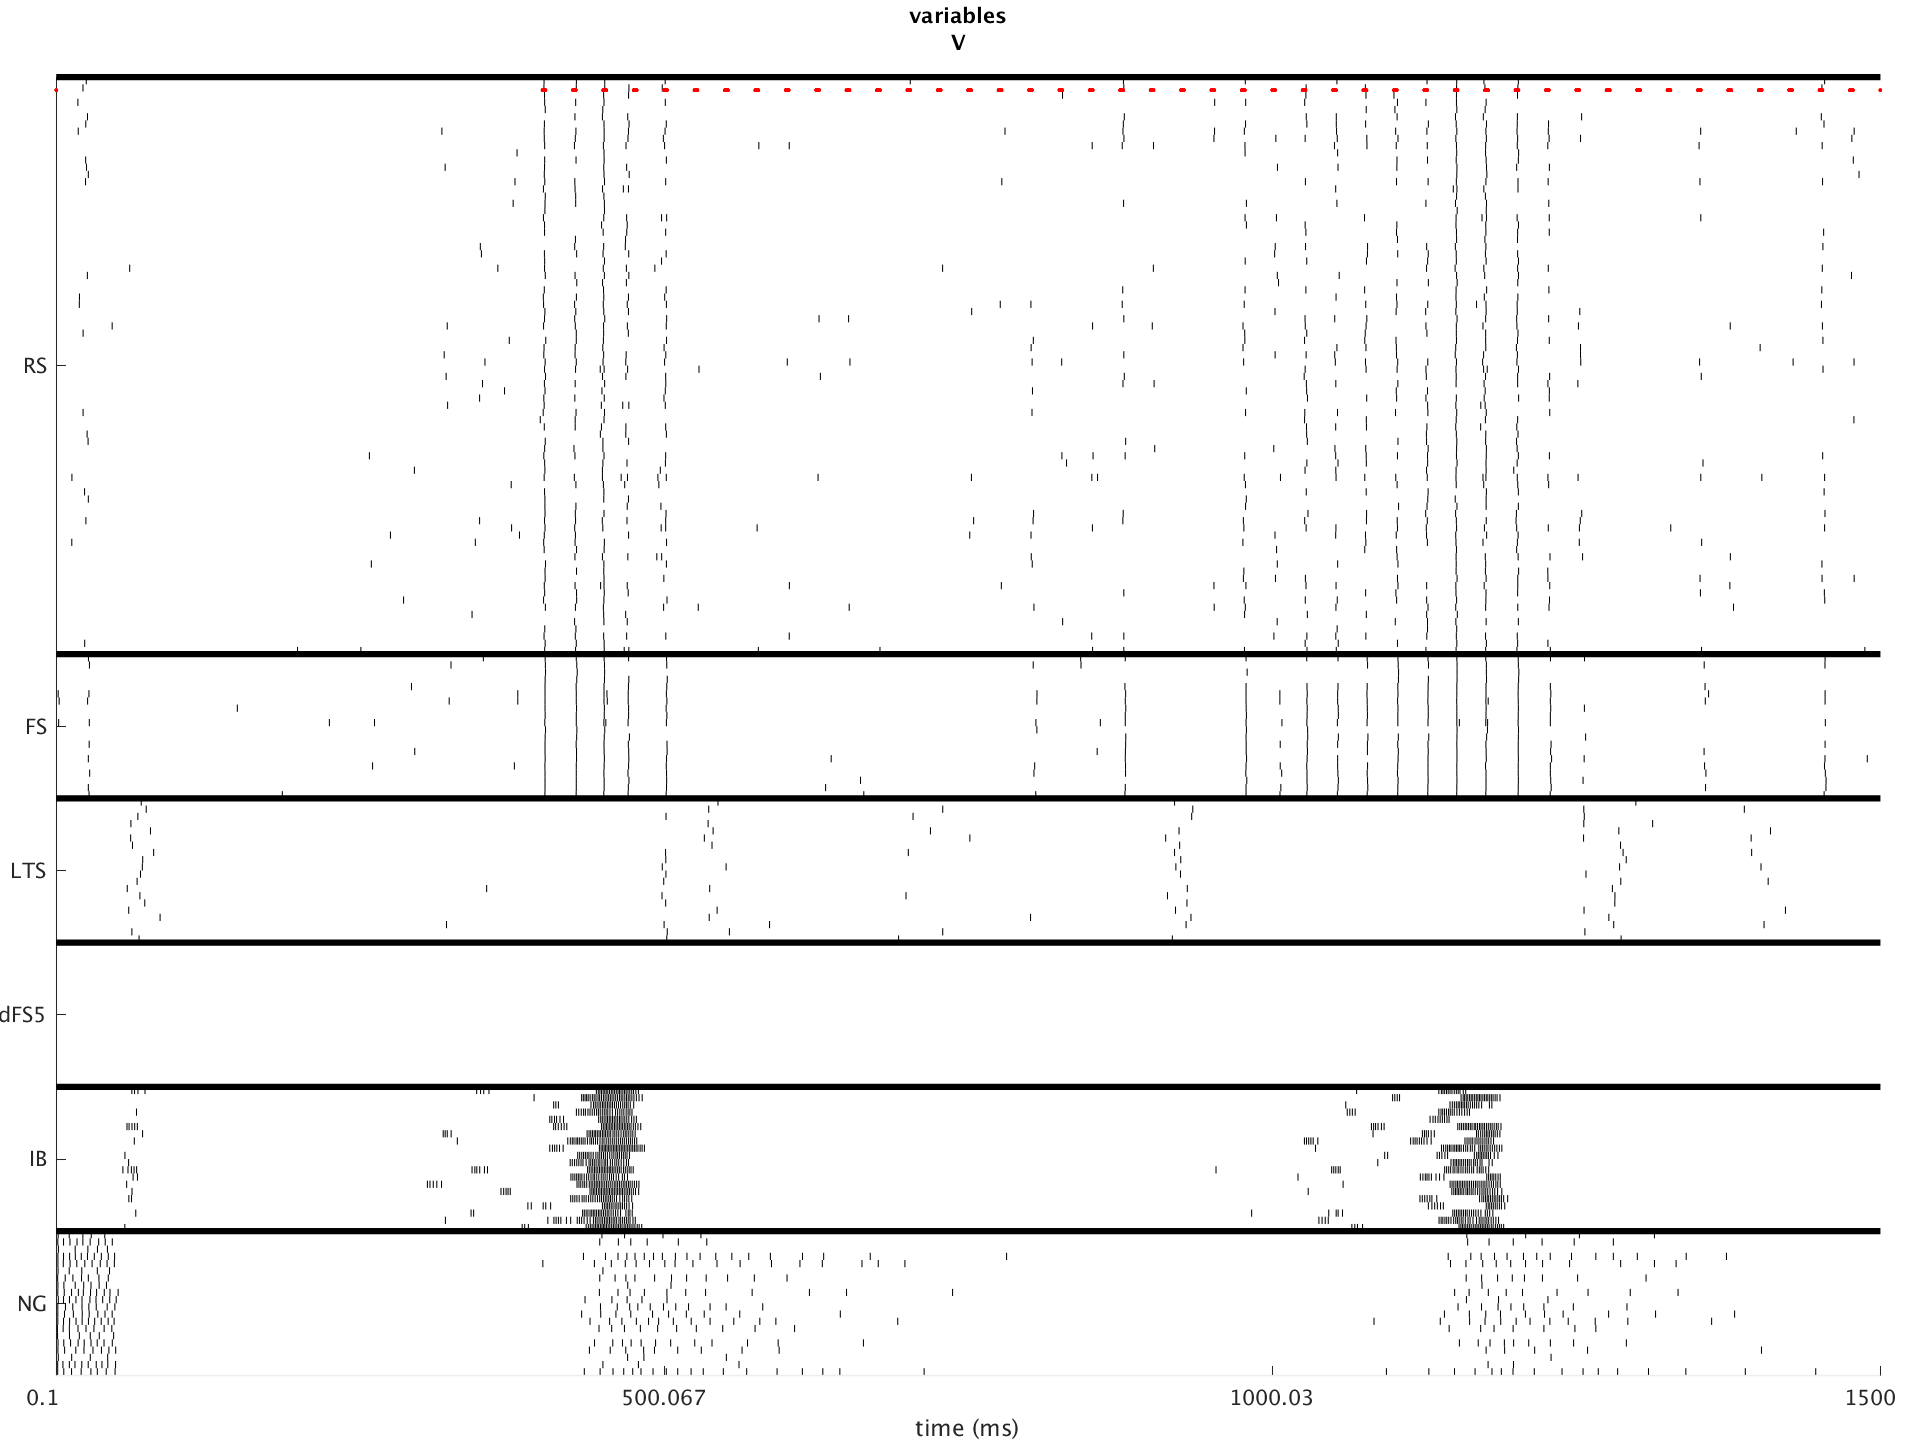 variables
V
RS
FS
LTS
dFS5
IB
NG
0.1
500.067
1000.03
1500
time (ms)